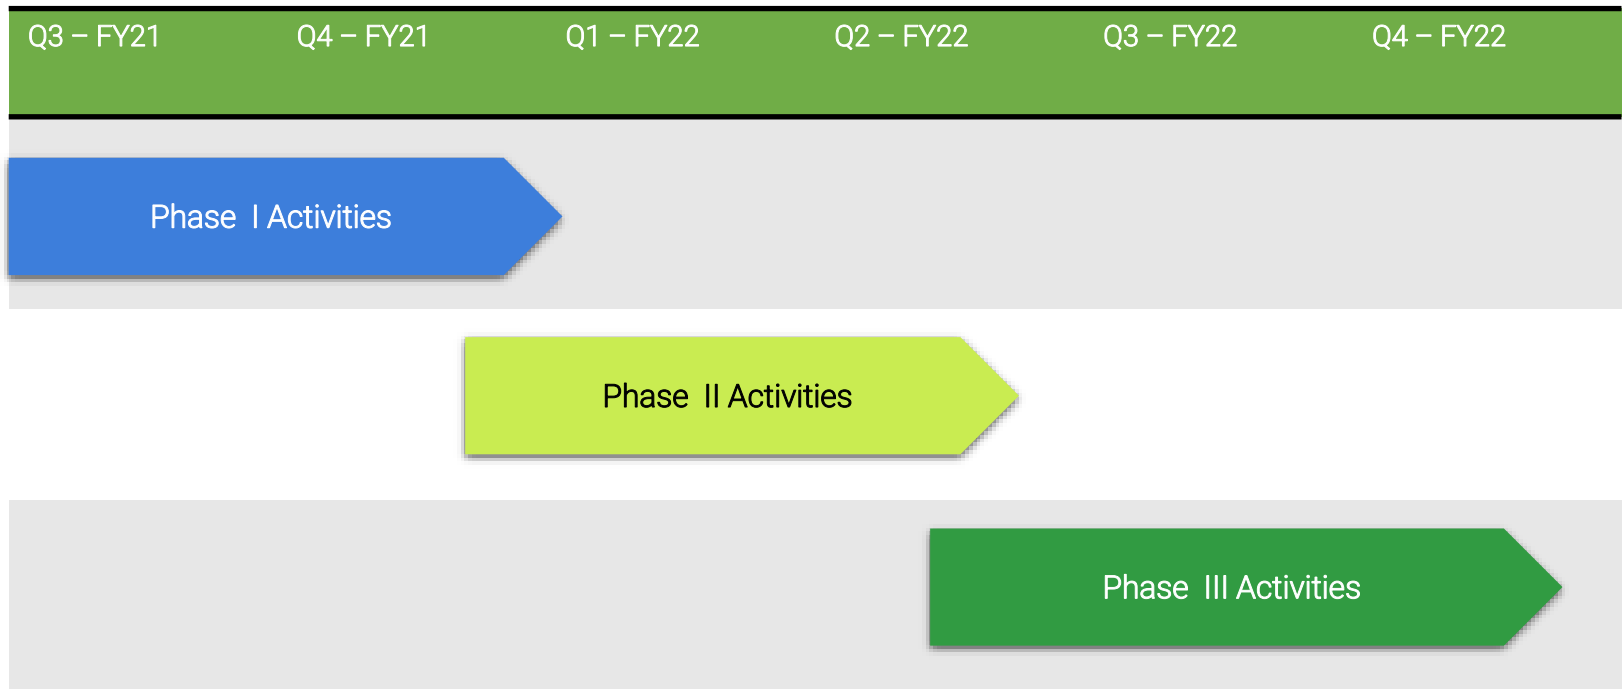 Q3 – FY21 Q4 – FY21 Q1 – FY22 Q2 – FY22 Q3 – FY22 Q4 – FY22
Phase I Activities
Phase II Activities
Phase III Activities